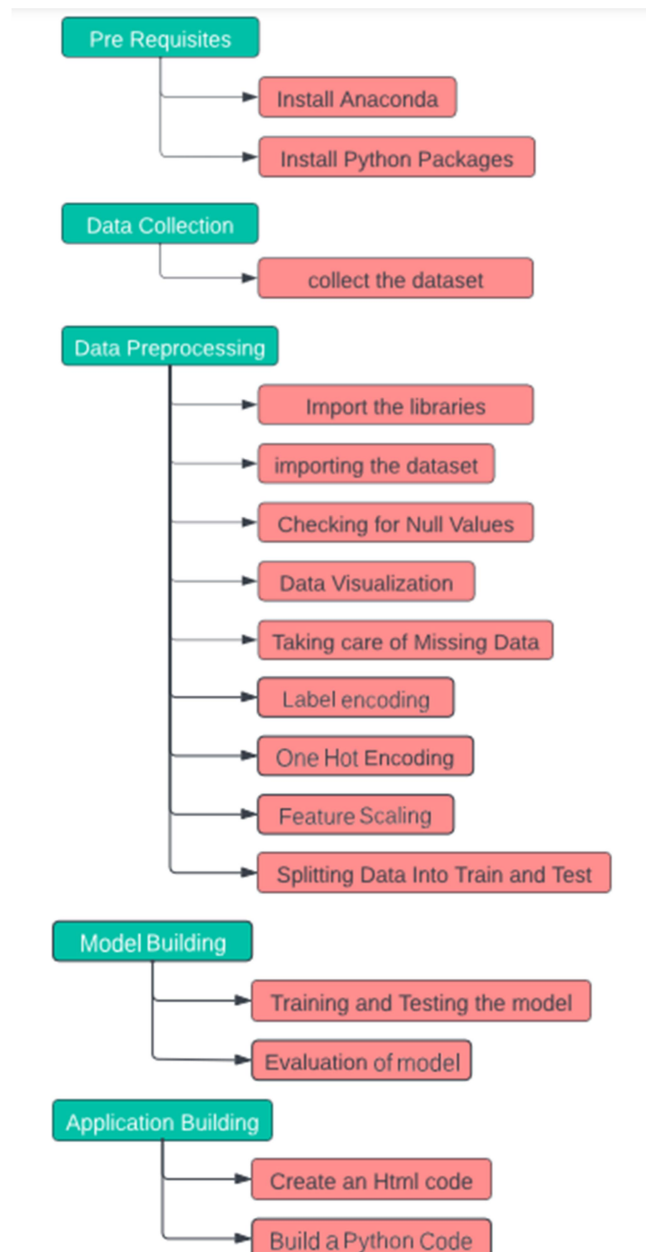 Pre Requisites
Install Anaconda
Install Python Packages
Data Collection
collect the dataset
Data Preprocessing
Import the libraries
importing the dataset
Checking for Null Values
Data Visualization
Taking care of Missing Data
Label encoding
One Hot Encoding
Feature Scaling
Splitting Data Into Train and Test
Model Building
Training and Testing the model
Evaluation of model
Application Building
Create an Html code
Build a Python Code